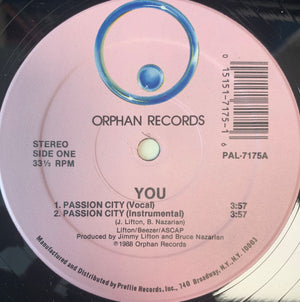 ORPHAN RECORDS
STEREO
SIDE ONE
33⅓ RPM
0 15151-7175-1 6
PAL-7175A
YOU
1. PASSION CITY (Vocal) 3:57
2. PASSION CITY (Instrumental) 3:57
(J. Lifton, B. Nazarian)
Lifton/Beezer/ASCAP
Produced by Jimmy Lifton and Bruce Nazarian
℗1988 Orphan Records
Manufactured and Distributed by Profile Records, Inc., 740 Broadway, N.Y., N.Y. 10003